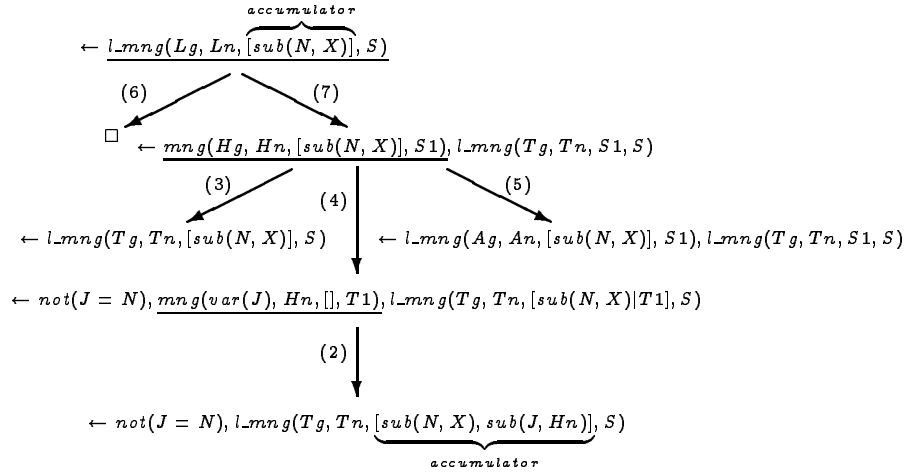 accumulator
← l_mng(Lg, Ln, [sub(N, X)], S)
(6) (7)
□
← mng(Hg, Hn, [sub(N, X)], S1), l_mng(Tg, Tn, S1, S)
(3) (4) (5)
← l_mng(Tg, Tn, [sub(N, X)], S) ← l_mng(Ag, An, [sub(N, X)], S1), l_mng(Tg, Tn, S1, S)
← not(J = N), mng(var(J), Hn, [], T1), l_mng(Tg, Tn, [sub(N, X)|T1], S)
(2)
← not(J = N), l_mng(Tg, Tn, [sub(N, X), sub(J, Hn)], S)
accumulator